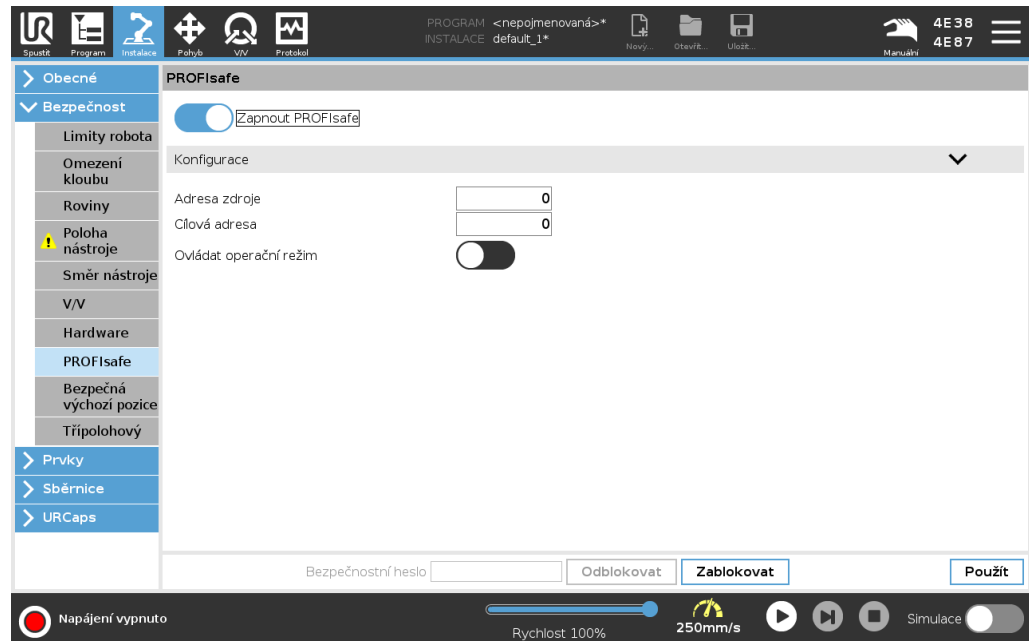 PROGRAM <nepojmenovaná>*
INSTALACE default_1*
Spustit
Program
Instalace
Pohyb
V/V
Protokol
Nový...
Otevřít...
Uložit...
Manuální
4E38
4E87
Obecné
Bezpečnost
Limity robota
Omezení
kloubu
Roviny
Poloha
nástroje
Směr nástroje
V/V
Hardware
PROFIsafe
Bezpečná
výchozí pozice
Třípolohový
Prvky
Sběrnice
URCaps
PROFIsafe
Zapnout PROFIsafe
Konfigurace
Adresa zdroje 0
Cílová adresa 0
Ovládat operační režim
Bezpečnostní heslo
Odblokovat
Zablokovat
Použít
Napájení vypnuto
Rychlost 100%
250mm/s
Simulace